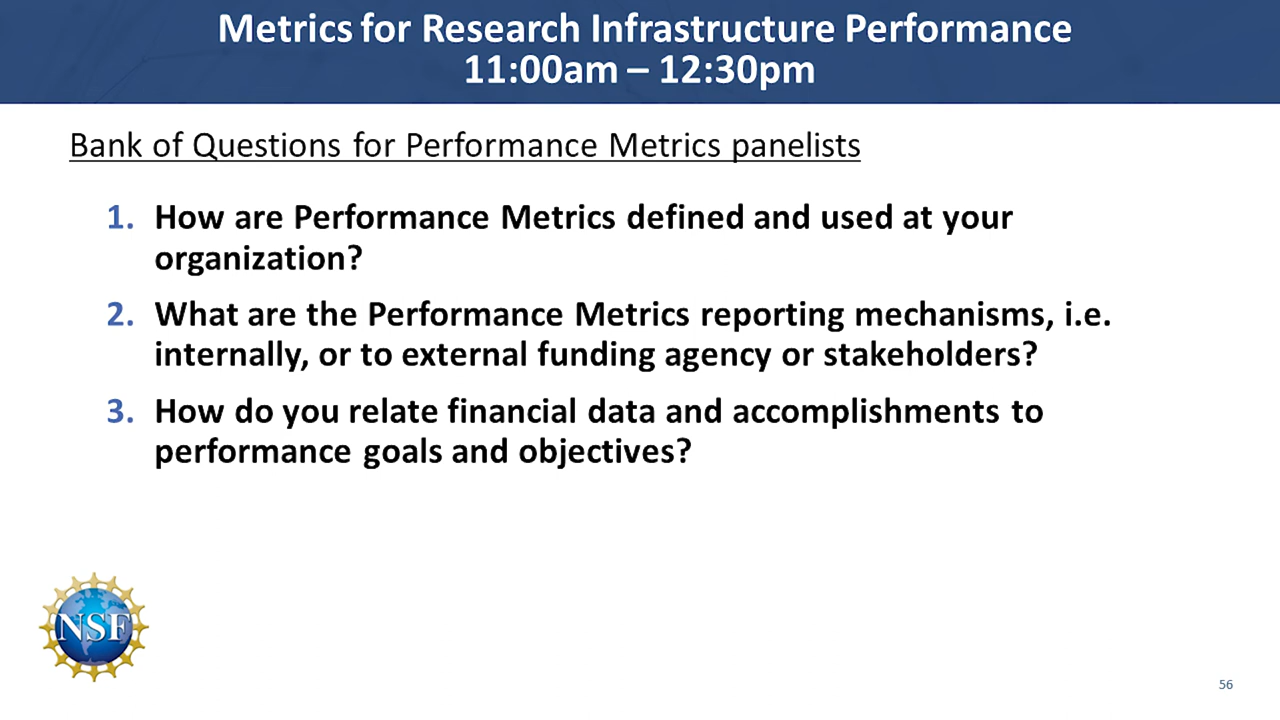 Metrics for Research Infrastructure Performance
11:00am – 12:30pm
Bank of Questions for Performance Metrics panelists
1. How are Performance Metrics defined and used at your
organization?
2. What are the Performance Metrics reporting mechanisms, i.e.
internally, or to external funding agency or stakeholders?
3. How do you relate financial data and accomplishments to
performance goals and objectives?
NSF
56